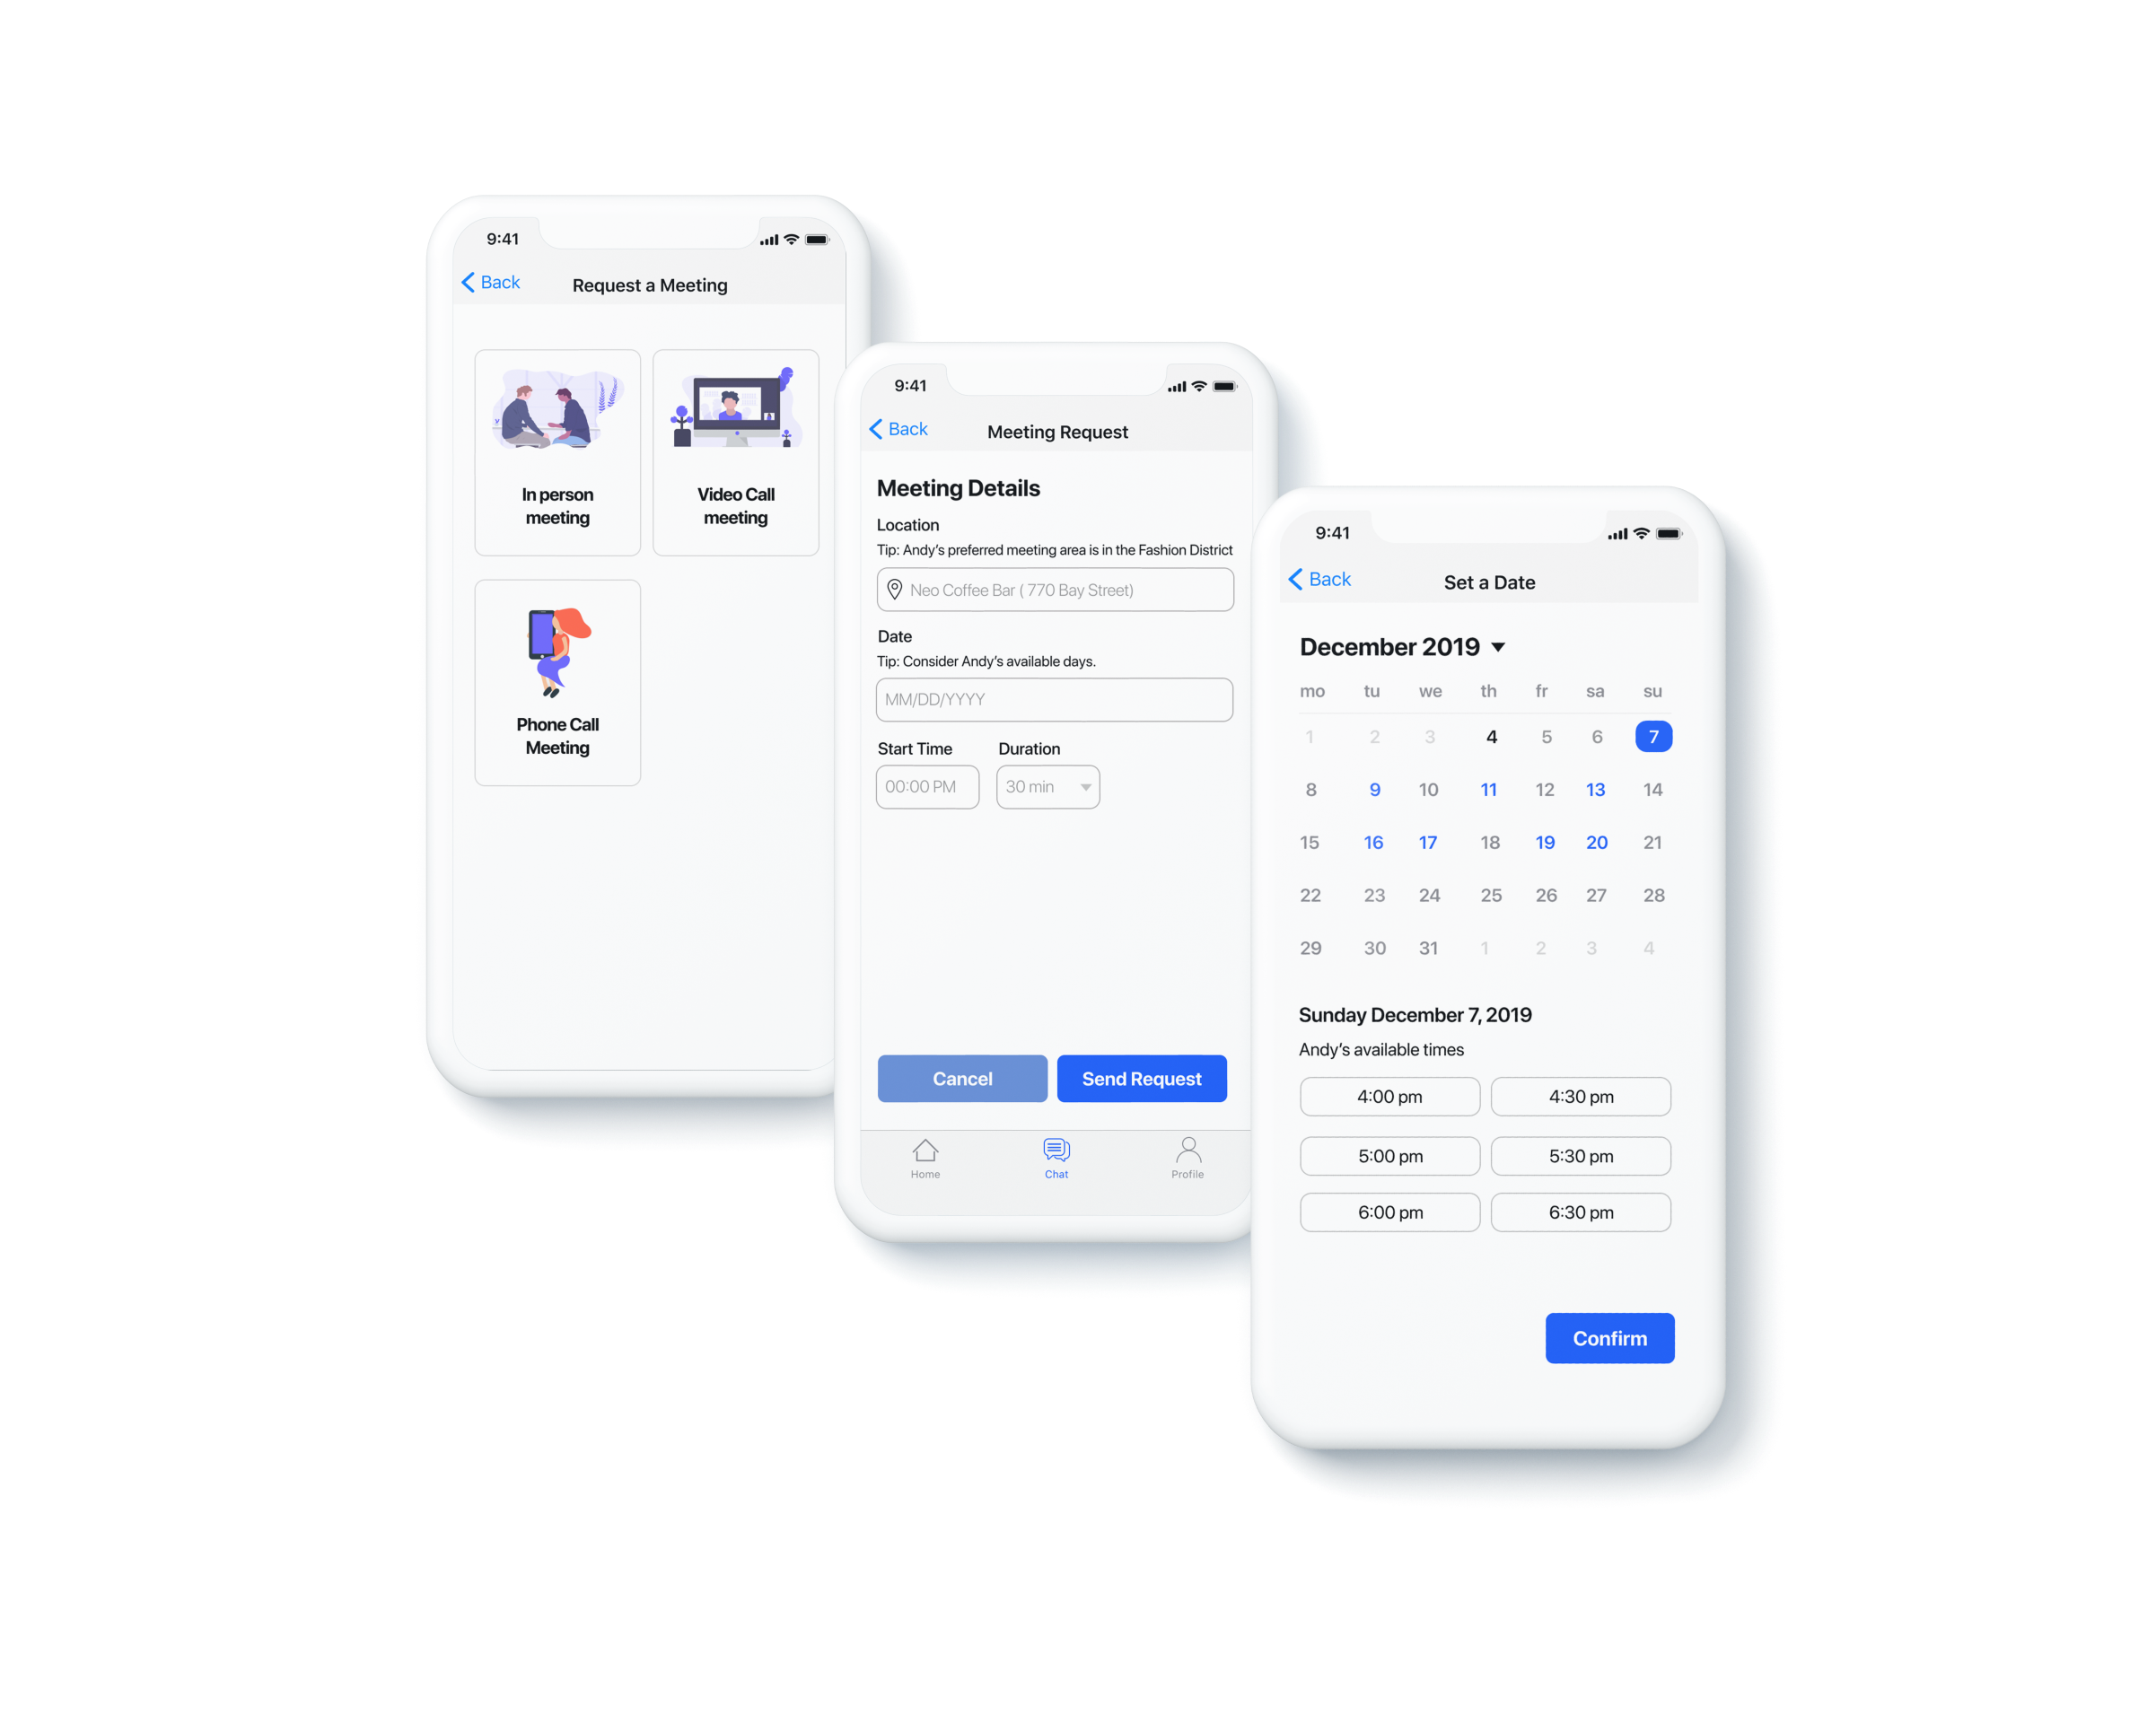 9:41
Back
Request a Meeting
In person
meeting
Video Call
meeting
Phone Call
Meeting
9:41
Back
Meeting Request
Meeting Details
Location
Tip: Andy's preferred meeting area is in the Fashion District
Neo Coffee Bar ( 770 Bay Street)
Date
Tip: Consider Andy's available days.
MM/DD/YYYY
Start Time Duration
00:00 PM 30 min
Cancel Send Request
Home Chat Profile
9:41
Back
Set a Date
December 2019
mo tu we th fr sa su
1 2 3 4 5 6 7
8 9 10 11 12 13 14
15 16 17 18 19 20 21
22 23 24 25 26 27 28
29 30 31 1 2 3 4
Sunday December 7, 2019
Andy's available times
4:00 pm 4:30 pm
5:00 pm 5:30 pm
6:00 pm 6:30 pm
Confirm